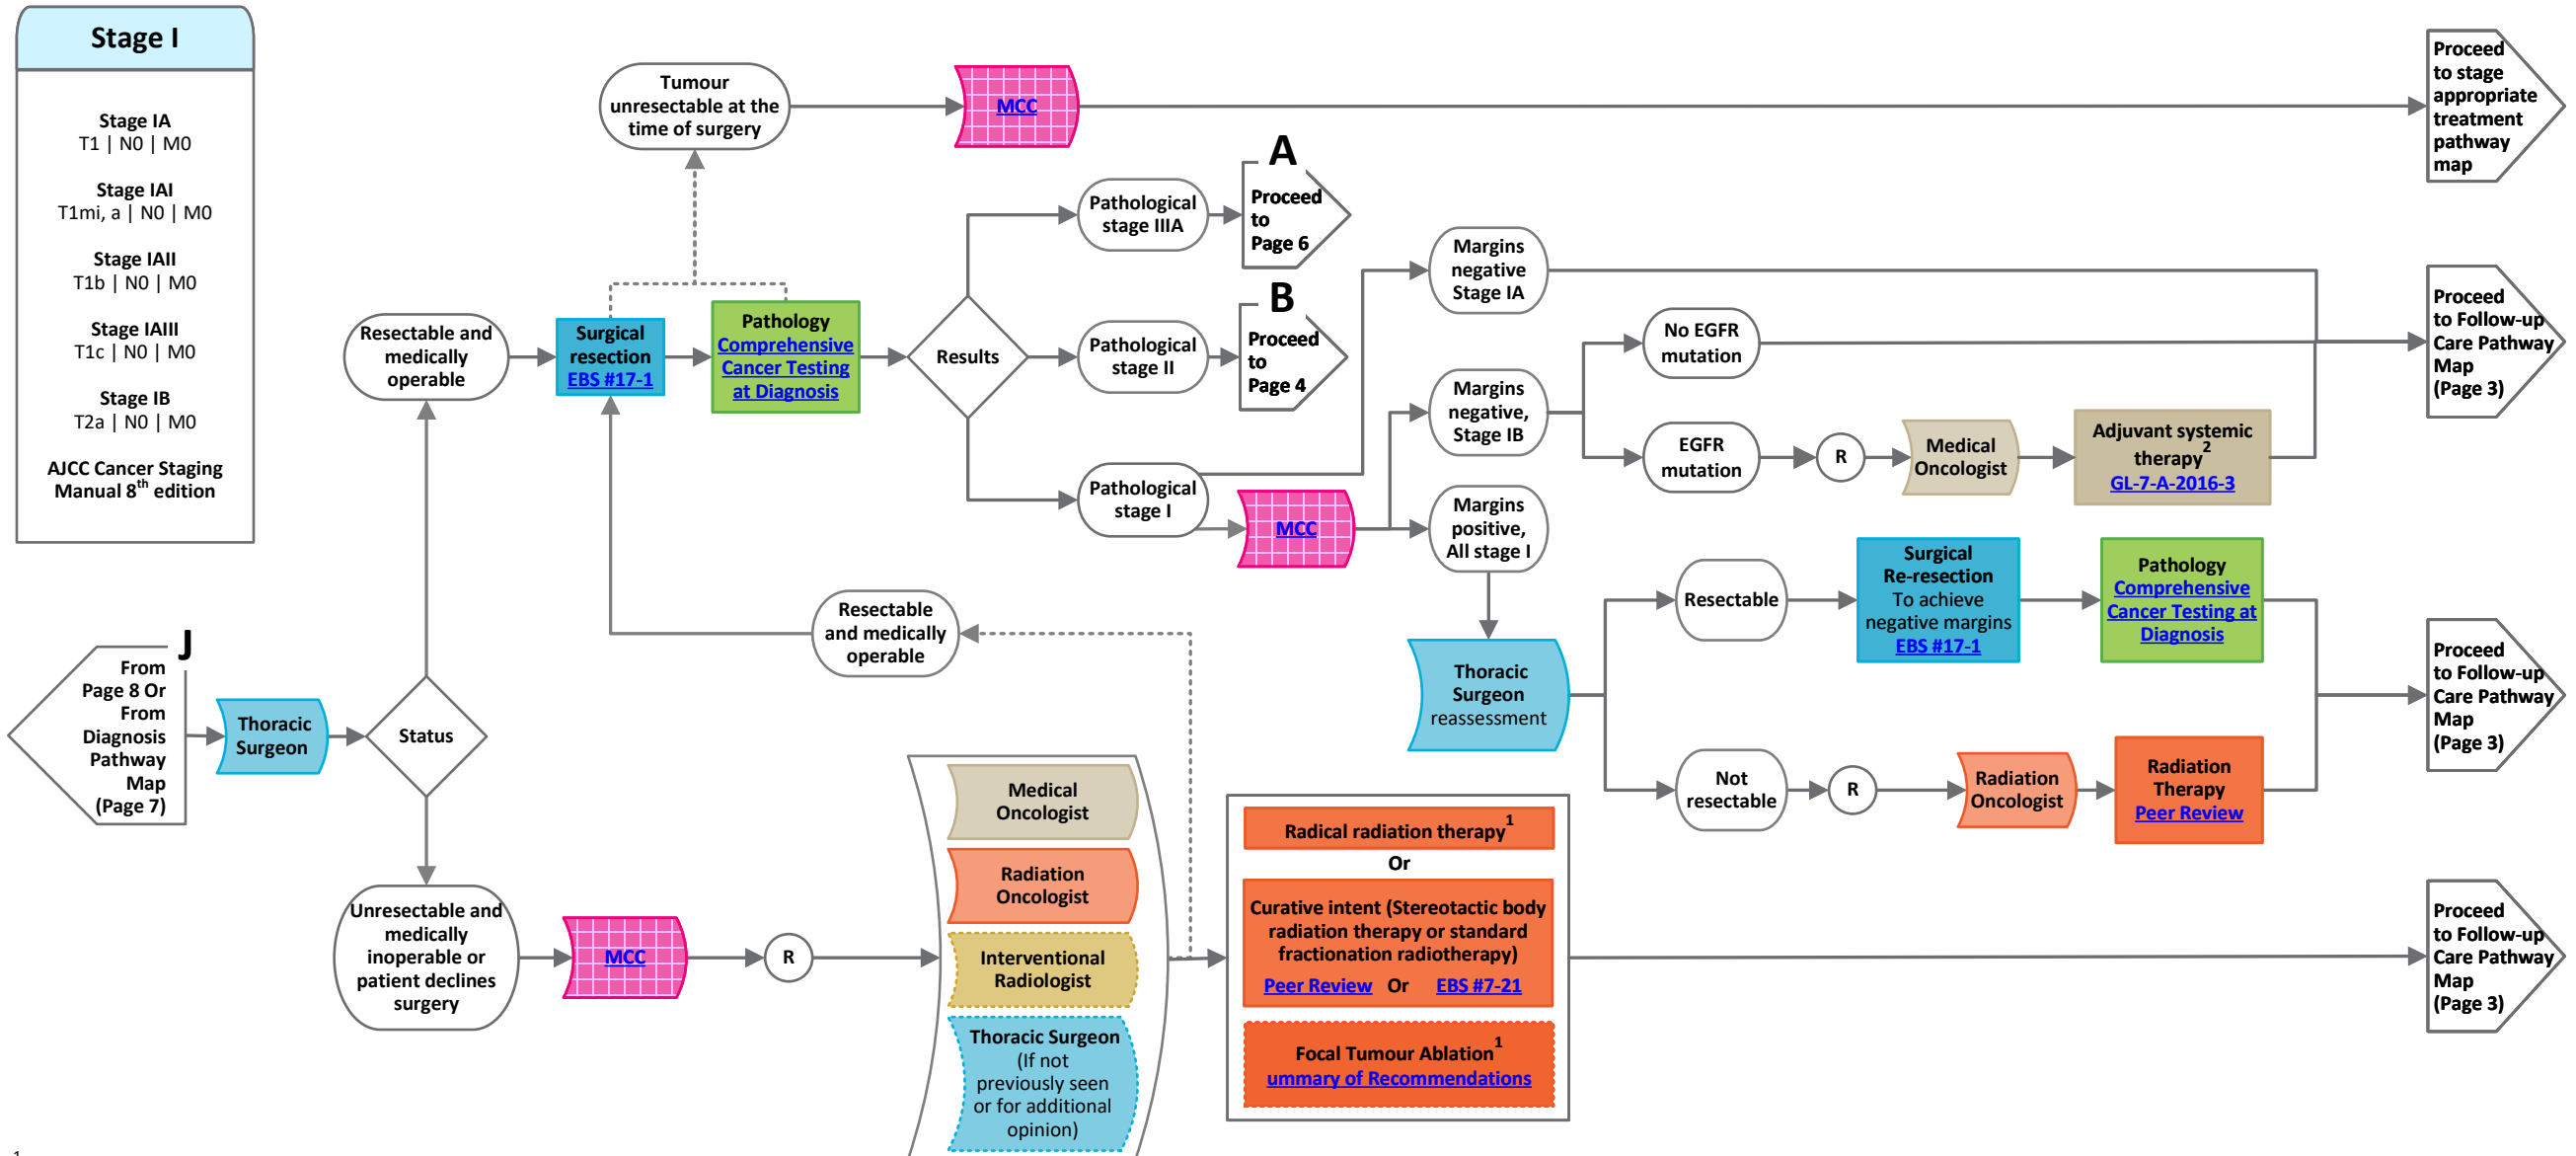 Stage I
Stage IA
T1 | N0 | M0
Stage IAI
T1mi, a | N0 | M0
Stage IAII
T1b | N0 | M0
Stage IAIII
T1c | N0 | M0
Stage IB
T2a | N0 | M0
AJCC Cancer Staging
Manual 8th edition
J
From
Page 8 Or
From
Diagnosis
Pathway
Map
(Page 7)
Thoracic
Surgeon
Status
Resectable and
medically
operable
Surgical
resection
EBS #17-1
Pathology
Comprehensive
Cancer Testing
at Diagnosis
Tumour
unresectable at the
time of surgery
MCC
Proceed
to stage
appropriate
treatment
pathway
map
Results
Pathological
stage IIIA
A
Proceed
to
Page 6
Pathological
stage II
B
Proceed
to
Page 4
Pathological
stage I
MCC
Margins
negative
Stage IA
Margins
negative,
Stage IB
No EGFR
mutation
EGFR
mutation
R
Medical
Oncologist
Adjuvant systemic
therapy2
GL-7-A-2016-3
Proceed
to Follow-up
Care Pathway
Map
(Page 3)
Margins
positive,
All stage I
Thoracic
Surgeon
reassessment
Resectable
Surgical
Re-resection
To achieve
negative margins
EBS #17-1
Pathology
Comprehensive
Cancer Testing at
Diagnosis
Not
resectable
R
Radiation
Oncologist
Radiation
Therapy
Peer Review
Proceed
to Follow-up
Care Pathway
Map
(Page 3)
Resectable
and medically
operable
Unresectable and
medically
inoperable or
patient declines
surgery
MCC
R
Medical
Oncologist
Radiation
Oncologist
Interventional
Radiologist
Thoracic Surgeon
(If not
previously seen
or for additional
opinion)
Radical radiation therapy1
Or
Curative intent (Stereotactic body
radiation therapy or standard
fractionation radiotherapy)
Peer Review Or EBS #7-21
Focal Tumour Ablation1
ummary of Recommendations
Proceed
to Follow-up
Care Pathway
Map
(Page 3)
1